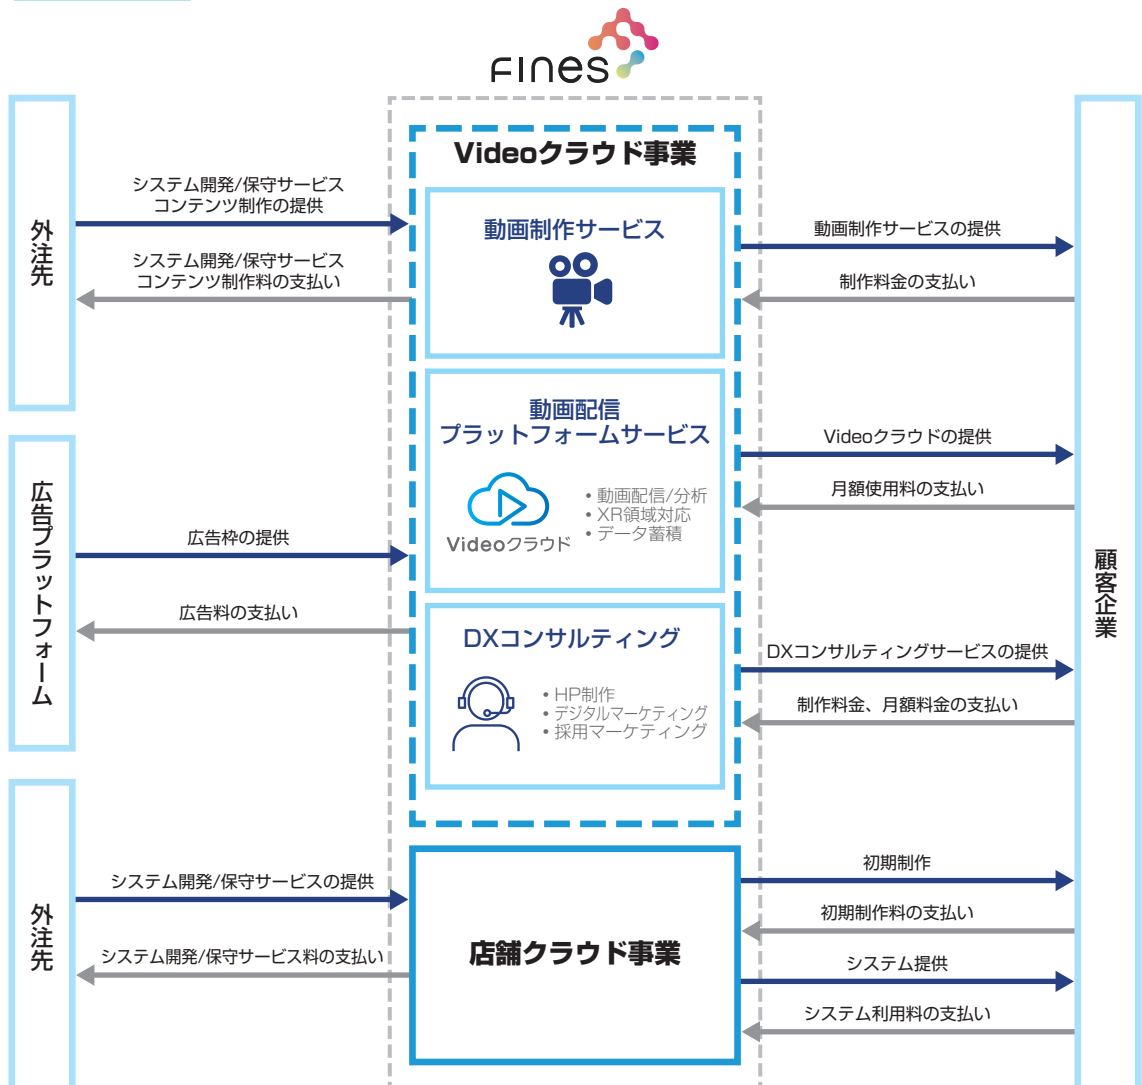 FINES
外注先
システム開発/保守サービス
コンテンツ制作の提供
システム開発/保守サービス
コンテンツ制作料の支払い
広告プラットフォーム
広告枠の提供
広告料の支払い
外注先
システム開発/保守サービスの提供
システム開発/保守サービス料の支払い
Videoクラウド事業
動画制作サービス
動画配信
プラットフォームサービス
Videoクラウド
• 動画配信/分析
• XR領域対応
• データ蓄積
DXコンサルティング
• HP制作
• デジタルマーケティング
• 採用マーケティング
店舗クラウド事業
動画制作サービスの提供
制作料金の支払い
Videoクラウドの提供
月額使用料の支払い
DXコンサルティングサービスの提供
制作料金、月額料金の支払い
初期制作
初期制作料の支払い
システム提供
システム利用料の支払い
顧客企業